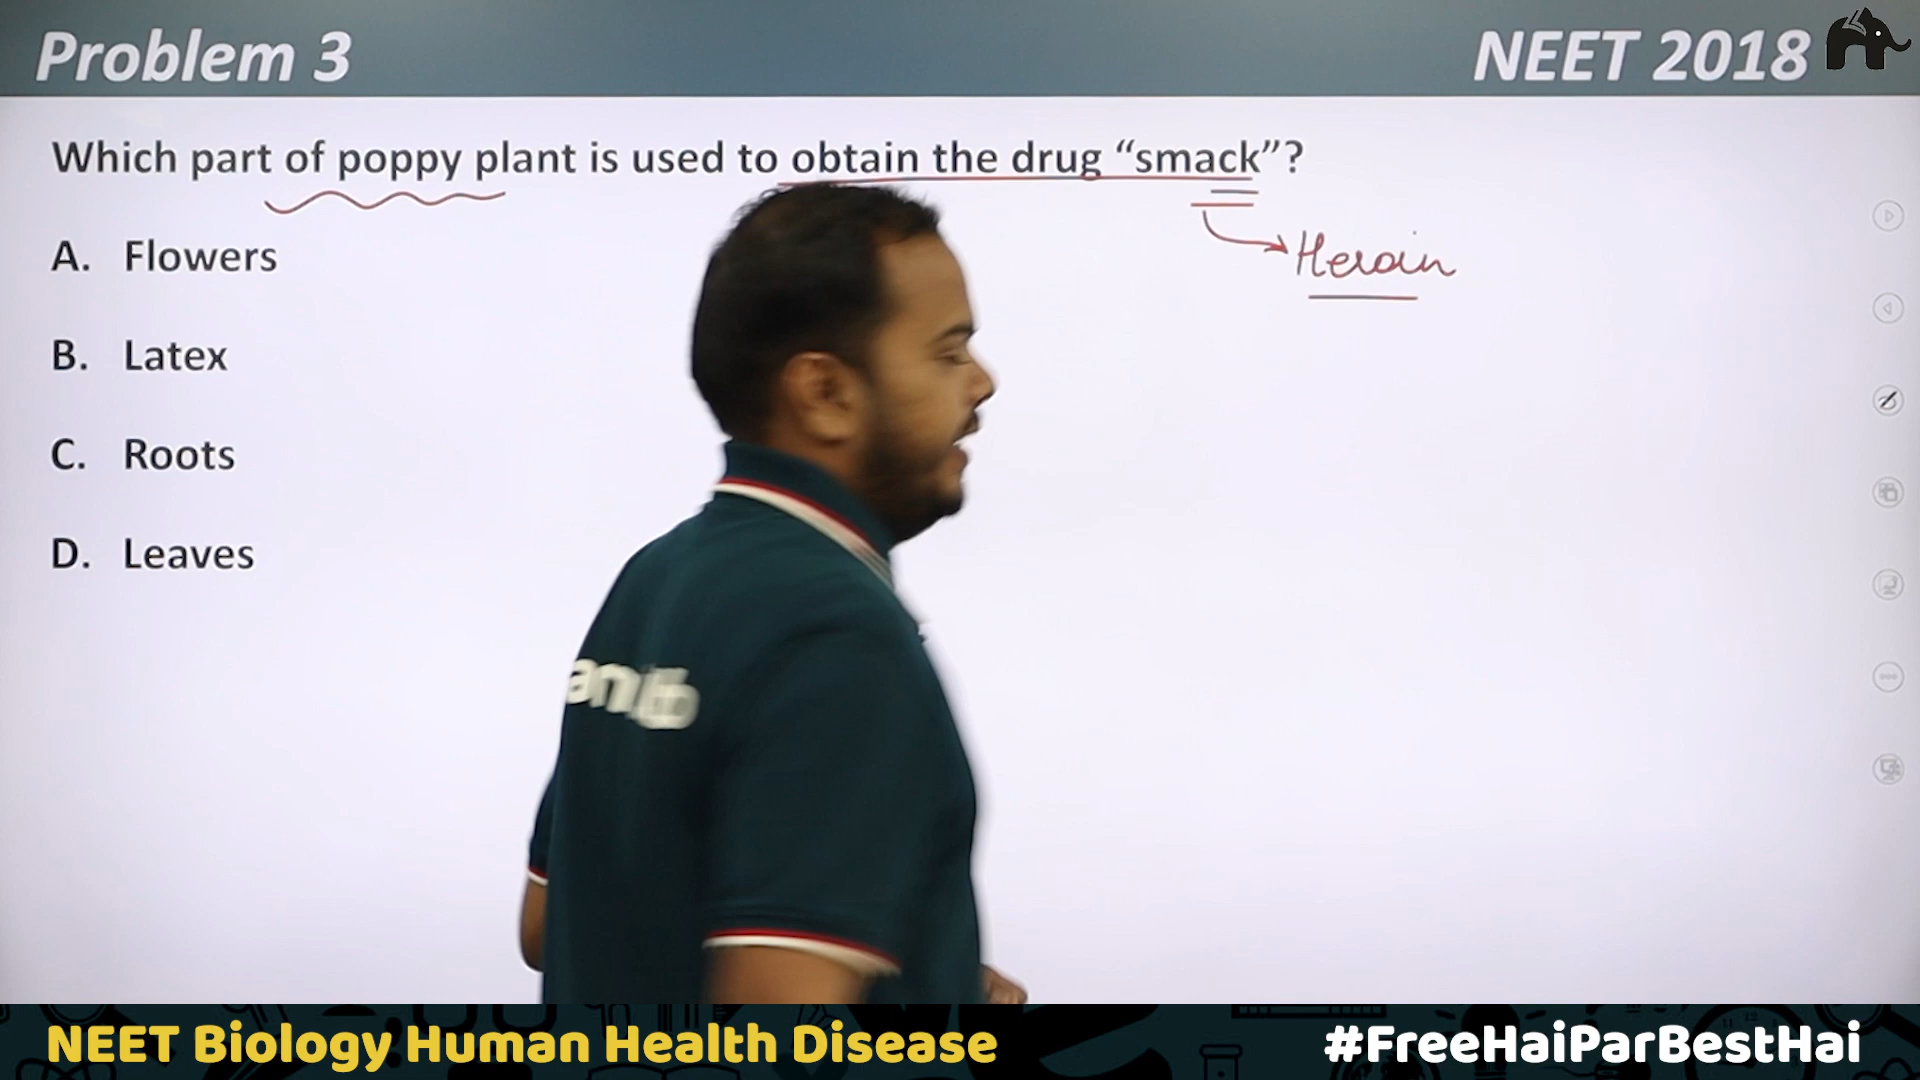 Problem 3
NEET 2018
Which part of poppy plant is used to obtain the drug “smack”?
Heroin
A. Flowers
B. Latex
C. Roots
D. Leaves
NEET Biology Human Health Disease
#FreeHaiParBestHai